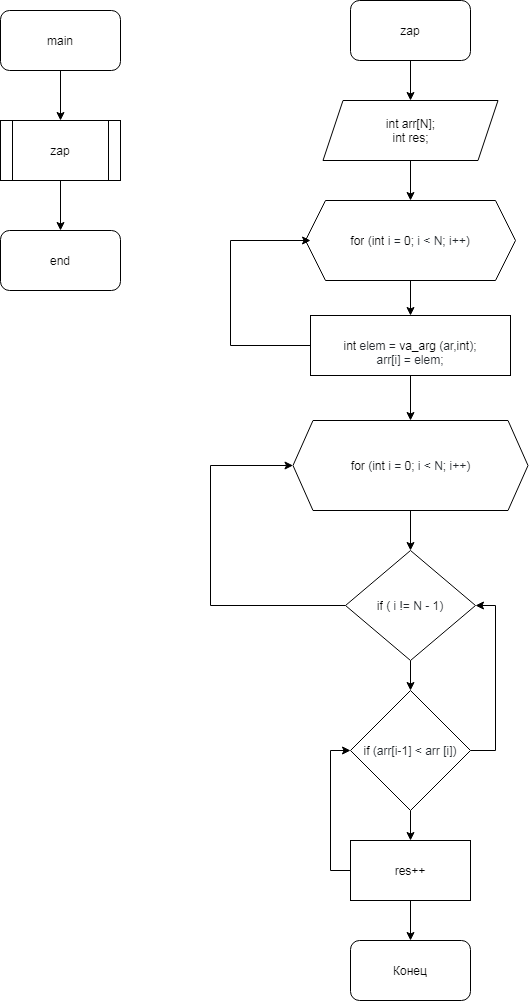 main
zap
end
zap
int arr[N];
int res;
for (int i = 0; i < N; i++)
int elem = va_arg (ar,int);
arr[i] = elem;
for (int i = 0; i < N; i++)
if ( i != N - 1)
if (arr[i-1] < arr [i])
res++
Конец